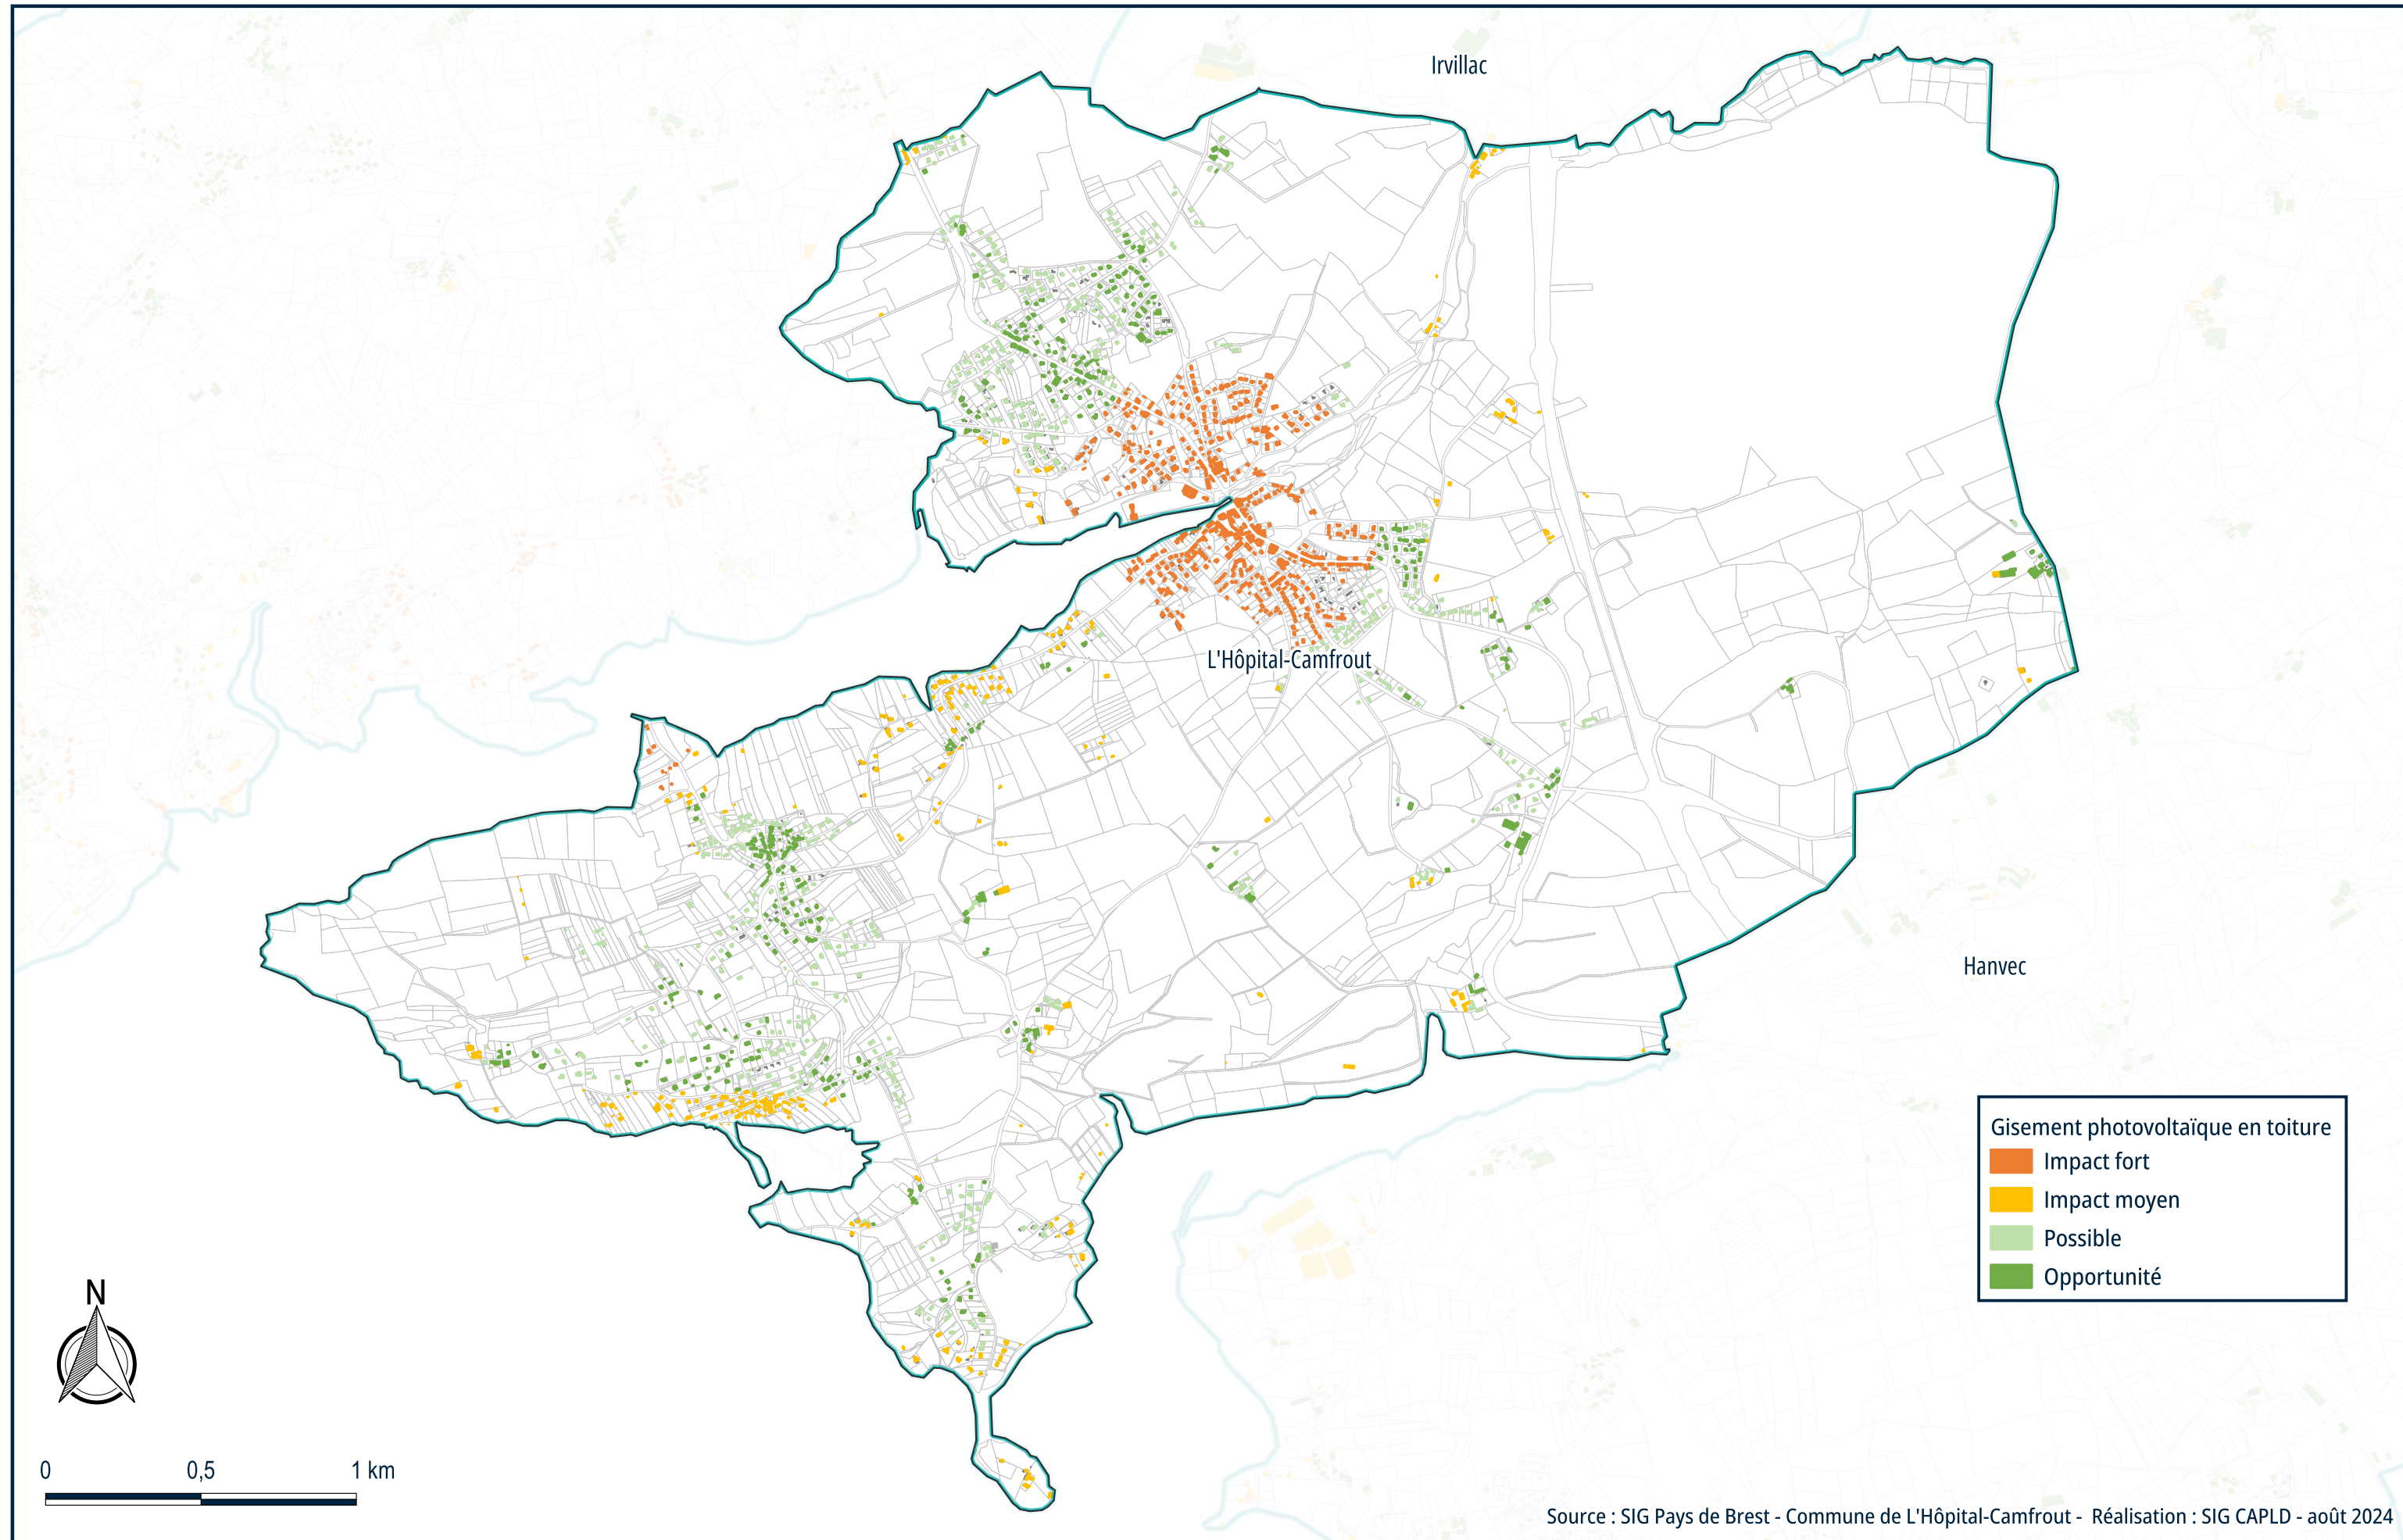 Irvillac
L'Hôpital-Camfrout
Hanvec
Gisement photovoltaïque en toiture
Impact fort
Impact moyen
Possible
Opportunité
N
0 0,5 1 km
Source : SIG Pays de Brest - Commune de L'Hôpital-Camfrout - Réalisation : SIG CAPLD - août 2024